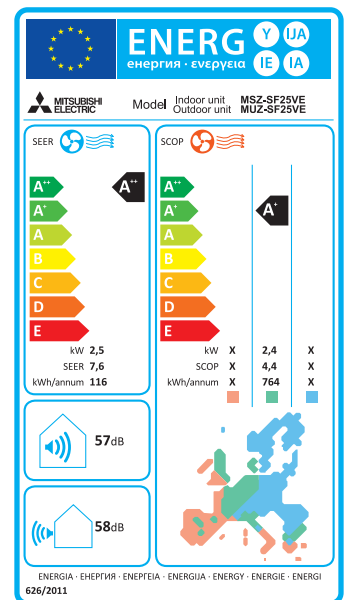 ENERG Y IJA
енергия · ενεργεια IE IA
MITSUBISHI ELECTRIC
Model Indoor unit MSZ-SF25VE
Outdoor unit MUZ-SF25VE
SEER
A++
A+
A
B
C
D
E
A++
kW 2,5
SEER 7,6
kWh/annum 116
SCOP
A++
A+
A
B
C
D
E
A+
kW X 2,4 X
SCOP X 4,4 X
kWh/annum X 764 X
57dB
58dB
ENERGIA · ЕНЕРГИЯ · ΕΝΕΡΓΕΙΑ · ENERGIJA · ENERGY · ENERGIE · ENERGI
626/2011